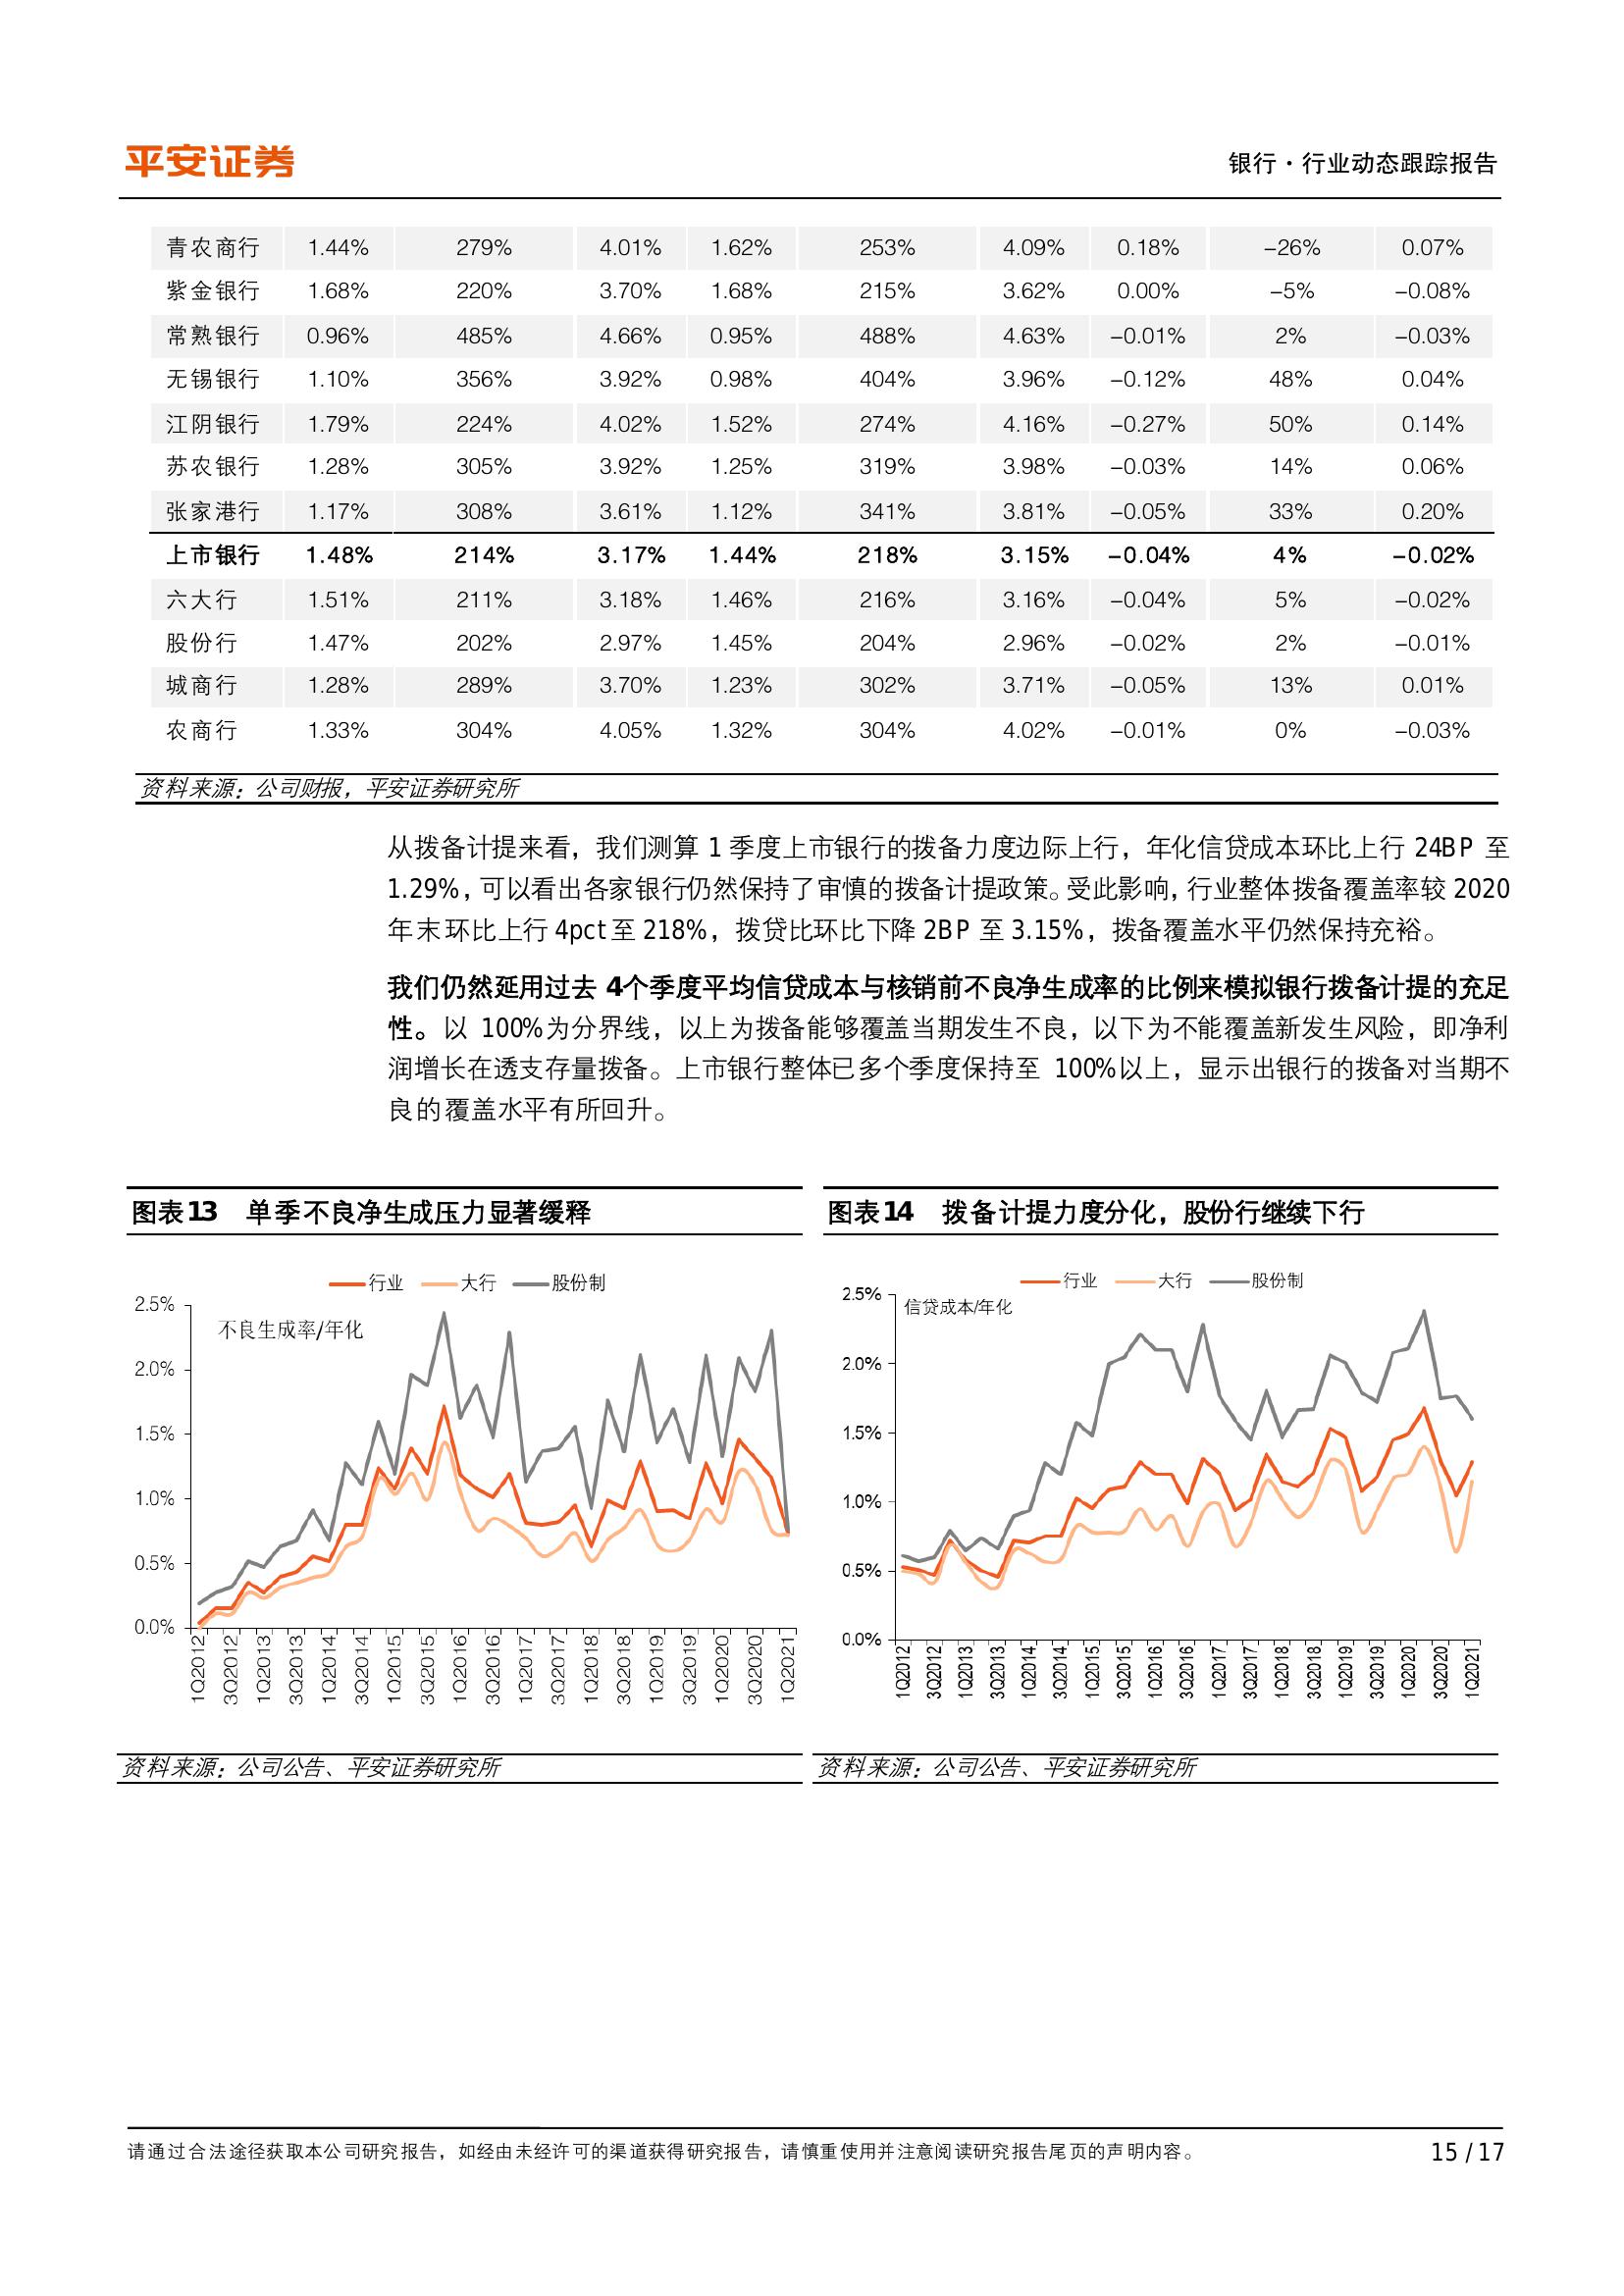 平安证券
银行·行业动态跟踪报告
青农商行 1.44% 279% 4.01% 1.62% 253% 4.09% 0.18% -26% 0.07%
紫金银行 1.68% 220% 3.70% 1.68% 215% 3.62% 0.00% -5% -0.08%
常熟银行 0.96% 485% 4.66% 0.95% 488% 4.63% -0.01% 2% -0.03%
无锡银行 1.10% 356% 3.92% 0.98% 404% 3.96% -0.12% 48% 0.04%
江阴银行 1.79% 224% 4.02% 1.52% 274% 4.16% -0.27% 50% 0.14%
苏农银行 1.28% 305% 3.92% 1.25% 319% 3.98% -0.03% 14% 0.06%
张家港行 1.17% 308% 3.61% 1.12% 341% 3.81% -0.05% 33% 0.20%
上市银行 1.48% 214% 3.17% 1.44% 218% 3.15% -0.04% 4% -0.02%
六大行 1.51% 211% 3.18% 1.46% 216% 3.16% -0.04% 5% -0.02%
股份行 1.47% 202% 2.97% 1.45% 204% 2.96% -0.02% 2% -0.01%
城商行 1.28% 289% 3.70% 1.23% 302% 3.71% -0.05% 13% 0.01%
农商行 1.33% 304% 4.05% 1.32% 304% 4.02% -0.01% 0% -0.03%
资料来源：公司财报，平安证券研究所
从拨备计提来看，我们测算 1 季度上市银行的拨备力度边际上行，年化信贷成本环比上行 24BP 至
1.29%，可以看出各家银行仍然保持了审慎的拨备计提政策。受此影响，行业整体拨备覆盖率较 2020
年末环比上行 4pct 至 218%，拨贷比环比下降 2BP 至 3.15%，拨备覆盖水平仍然保持充裕。
我们仍然延用过去 4个季度平均信贷成本与核销前不良净生成率的比例来模拟银行拨备计提的充足
性。以 100%为分界线，以上为拨备能够覆盖当期发生不良，以下为不能覆盖新发生风险，即净利
润增长在透支存量拨备。上市银行整体已多个季度保持至 100%以上，显示出银行的拨备对当期不
良的覆盖水平有所回升。
图表13 单季不良净生成压力显著缓释
行业 大行 股份制
不良生成率/年化
2.5%
2.0%
1.5%
1.0%
0.5%
0.0%
1Q2012 3Q2012 1Q2013 3Q2013 1Q2014 3Q2014 1Q2015 3Q2015 1Q2016 3Q2016 1Q2017 3Q2017 1Q2018 3Q2018 1Q2019 3Q2019 1Q2020 3Q2020 1Q2021
资料来源：公司公告、平安证券研究所
图表14 拨备计提力度分化，股份行继续下行
行业 大行 股份制
信贷成本/年化
2.5%
2.0%
1.5%
1.0%
0.5%
0.0%
1Q2012 3Q2012 1Q2013 3Q2013 1Q2014 3Q2014 1Q2015 3Q2015 1Q2016 3Q2016 1Q2017 3Q2017 1Q2018 3Q2018 1Q2019 3Q2019 1Q2020 3Q2020 1Q2021
资料来源：公司公告、平安证券研究所
请通过合法途径获取本公司研究报告，如经由未经许可的渠道获得研究报告，请慎重使用并注意阅读研究报告尾页的声明内容。
15 / 17